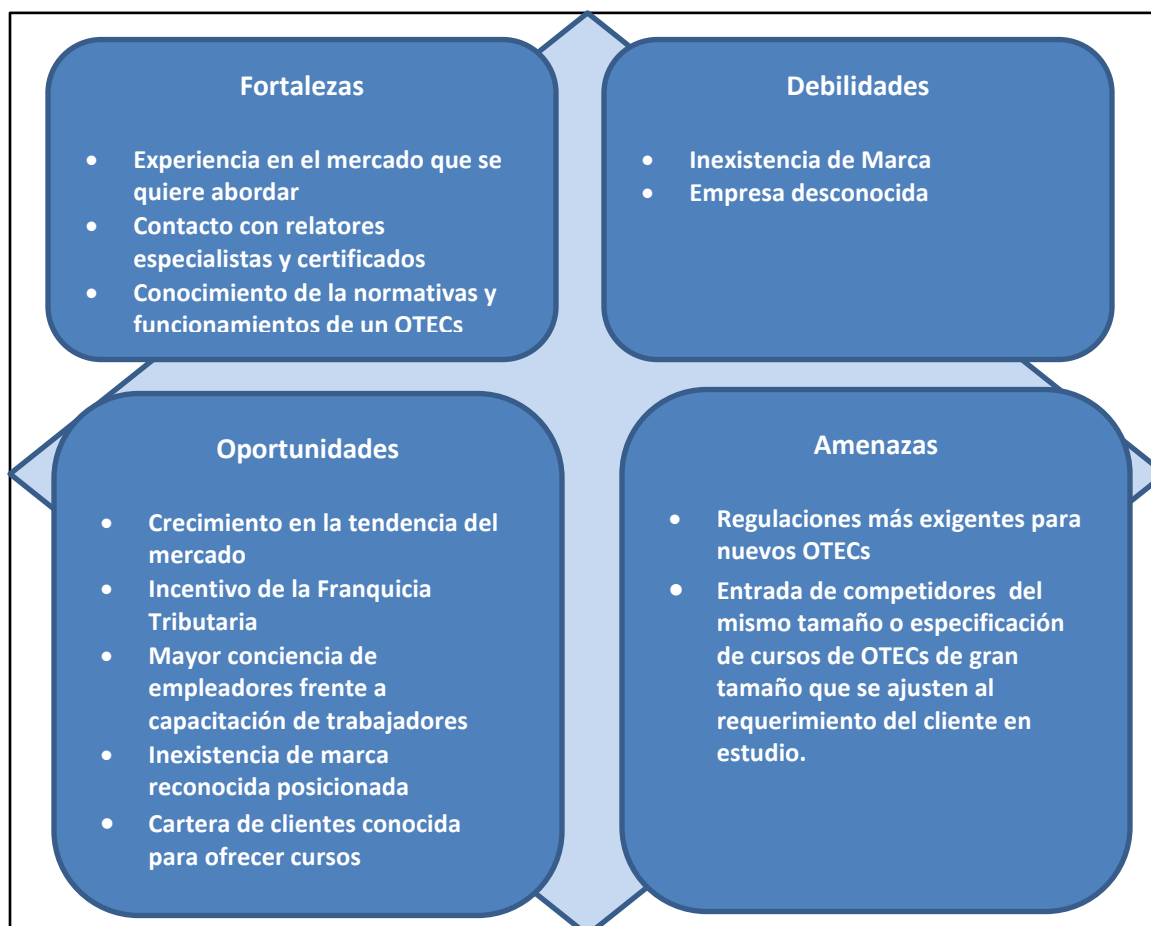 Fortalezas
• Experiencia en el mercado que se
quiere abordar
• Contacto con relatores
especialistas y certificados
• Conocimiento de la normativas y
funcionamientos de un OTECs
Debilidades
• Inexistencia de Marca
• Empresa desconocida
Oportunidades
• Crecimiento en la tendencia del
mercado
• Incentivo de la Franquicia
Tributaria
• Mayor conciencia de
empleadores frente a
capacitación de trabajadores
• Inexistencia de marca
reconocida posicionada
• Cartera de clientes conocida
para ofrecer cursos
Amenazas
• Regulaciones más exigentes para
nuevos OTECs
• Entrada de competidores del
mismo tamaño o especificación
de cursos de OTECs de gran
tamaño que se ajusten al
requerimiento del cliente en
estudio.